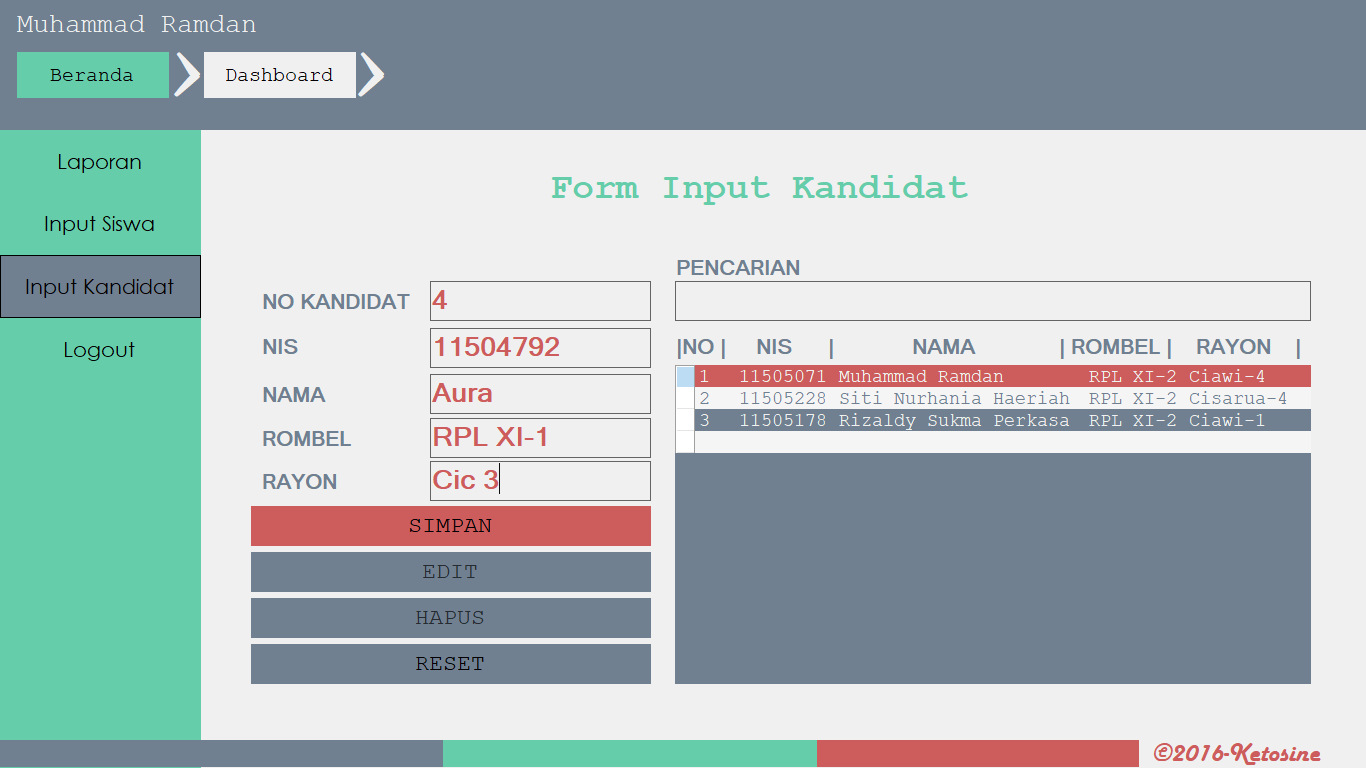 Muhammad Ramdan
Beranda
Dashboard
Laporan
Input Siswa
Input Kandidat
Logout
Form Input Kandidat
NO KANDIDAT 4
NIS 11504792
NAMA Aura
ROMBEL RPL XI-1
RAYON Cic 3
SIMPAN
EDIT
HAPUS
RESET
PENCARIAN
|NO | NIS | NAMA | ROMBEL | RAYON |
1 11505071 Muhammad Ramdan RPL XI-2 Ciawi-4
2 11505228 Siti Nurhania Haeriah RPL XI-2 Cisarua-4
3 11505178 Rizaldy Sukma Perkasa RPL XI-2 Ciawi-1
©2016-Ketosine